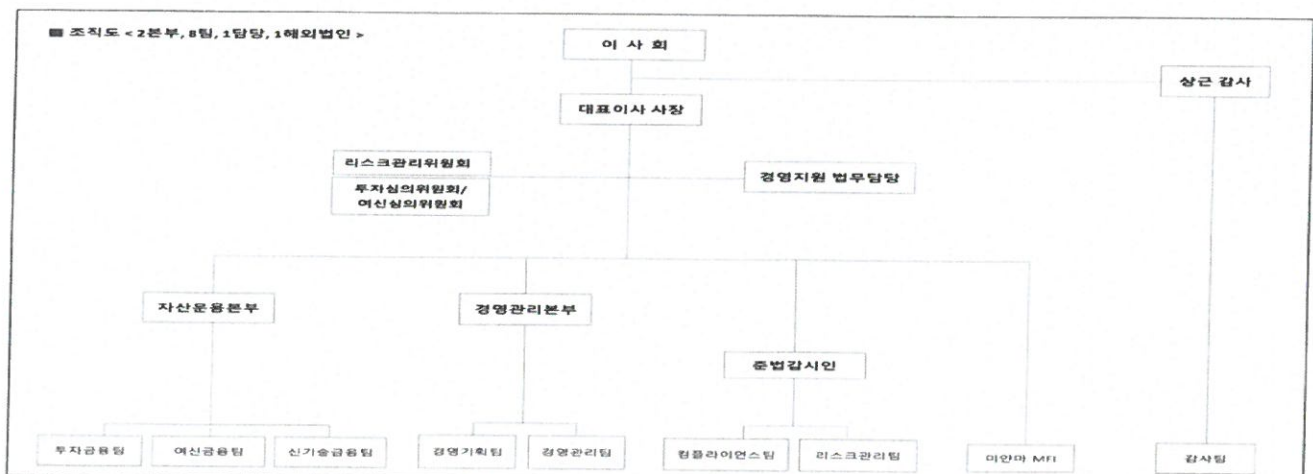 ■ 조직도 < 2본부, 8팀, 1담당, 1해외법인 >
이 사 회
상근 감사
대표이사 사장
리스크관리위원회
경영지원 법무담당
투자심의위원회/
여신심의위원회
자산운용본부
경영관리본부
준법감시인
투자금융팀
여신금융팀
신기술금융팀
경영기획팀
경영관리팀
컴플라이언스팀
리스크관리팀
미얀마 MFI
감사팀